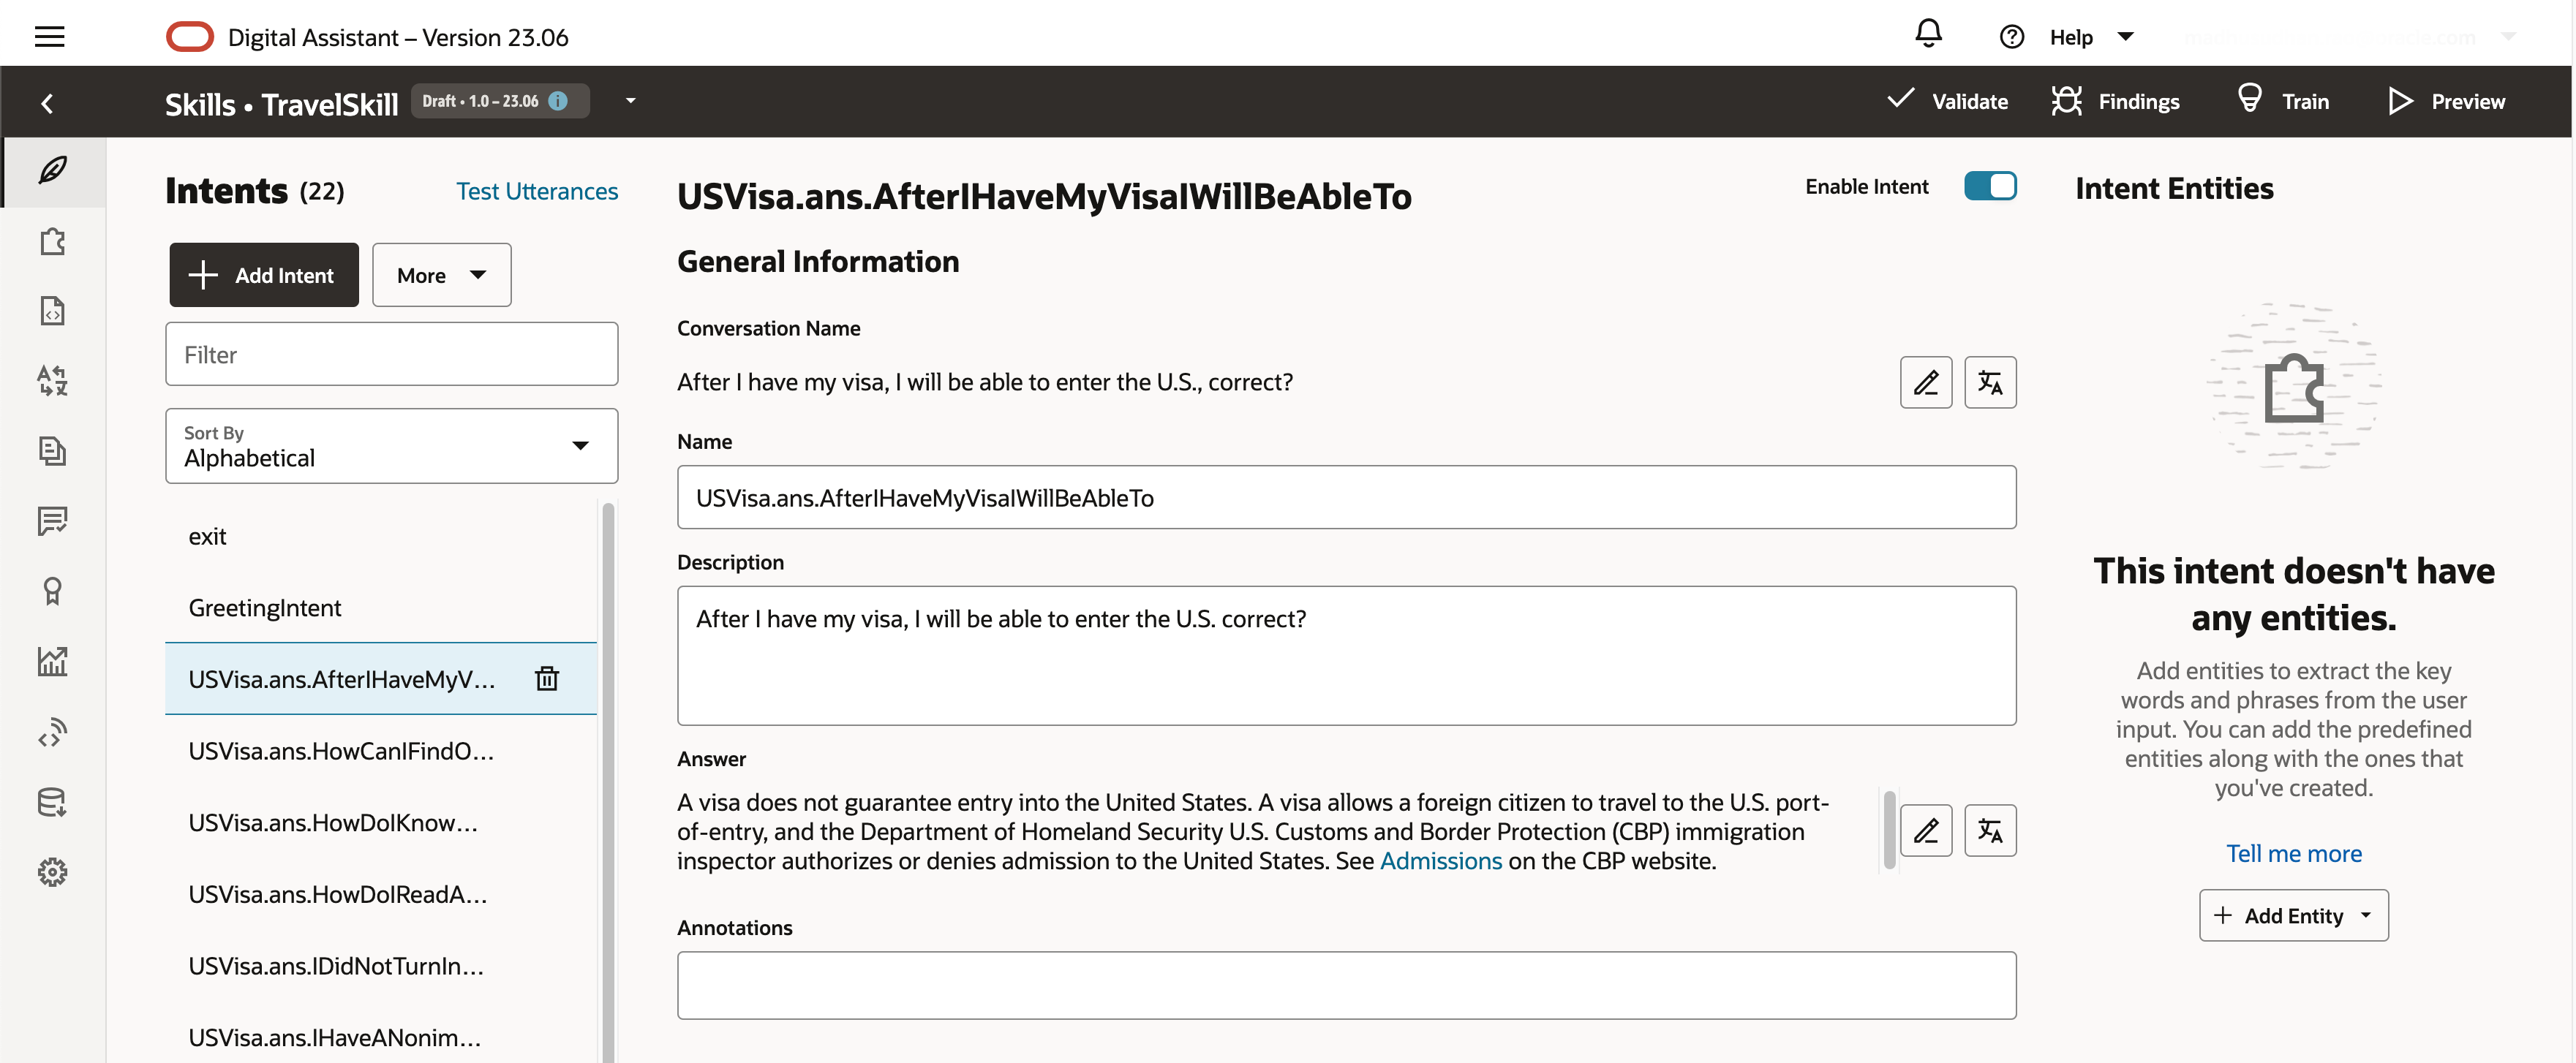 Digital Assistant – Version 23.06
Help
Skills • TravelSkill
Draft • 1.0 – 23.06
Validate
Findings
Train
Preview
Intents (22)
Test Utterances
Add Intent
More
Filter
Sort By
Alphabetical
exit
GreetingIntent
USVisa.ans.AfterIHaveMyV...
USVisa.ans.HowCanIFindO...
USVisa.ans.HowDoIKnow...
USVisa.ans.HowDoIReadA...
USVisa.ans.IDidNotTurnIn...
USVisa.ans.IHaveANonim...
USVisa.ans.AfterIHaveMyVisaIWillBeAbleTo
Enable Intent
General Information
Conversation Name
After I have my visa, I will be able to enter the U.S., correct?
Name
USVisa.ans.AfterIHaveMyVisaIWillBeAbleTo
Description
After I have my visa, I will be able to enter the U.S. correct?
Answer
A visa does not guarantee entry into the United States. A visa allows a foreign citizen to travel to the U.S. port-
of-entry, and the Department of Homeland Security U.S. Customs and Border Protection (CBP) immigration
inspector authorizes or denies admission to the United States. See Admissions on the CBP website.
Annotations
Intent Entities
This intent doesn't have
any entities.
Add entities to extract the key
words and phrases from the user
input. You can add the predefined
entities along with the ones that
you've created.
Tell me more
Add Entity